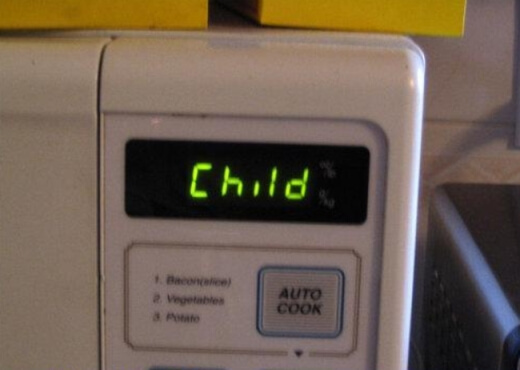 Child
1. Bacon(slice)
2. Vegetables
3. Potato
AUTO
COOK